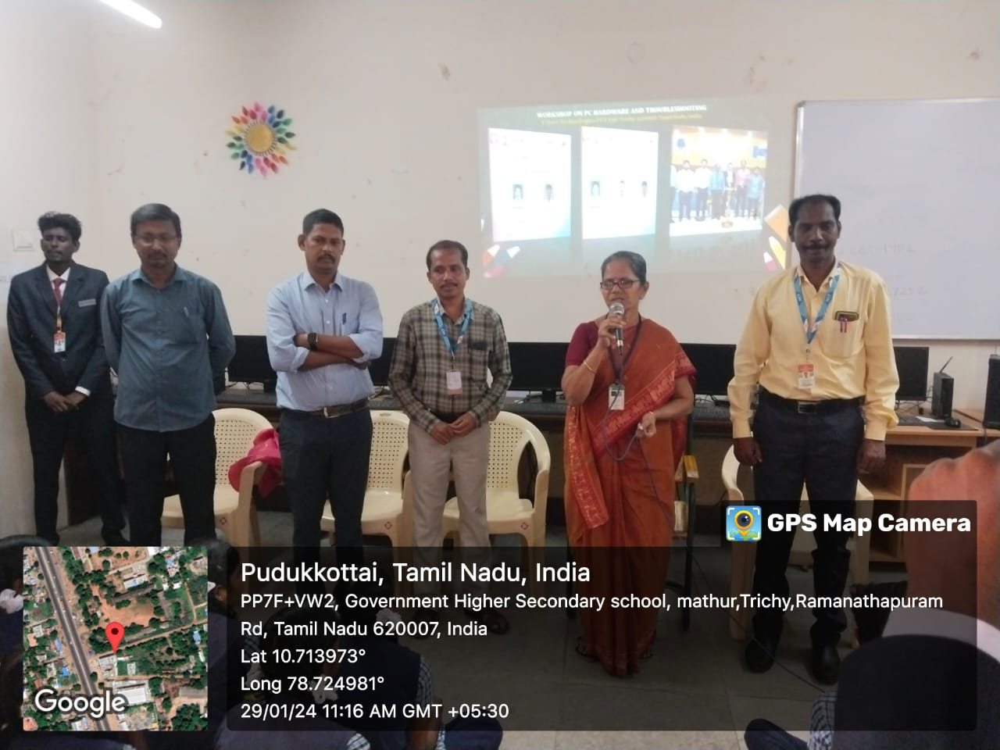 WORKSHOP ON PC HARDWARE AND TROUBLESHOOTING
GPS Map Camera
Pudukkottai, Tamil Nadu, India
PP7F+VW2, Government Higher Secondary school, mathur,Trichy,Ramanathapuram
Rd, Tamil Nadu 620007, India
Lat 10.713973°
Long 78.724981°
29/01/24 11:16 AM GMT +05:30
Google